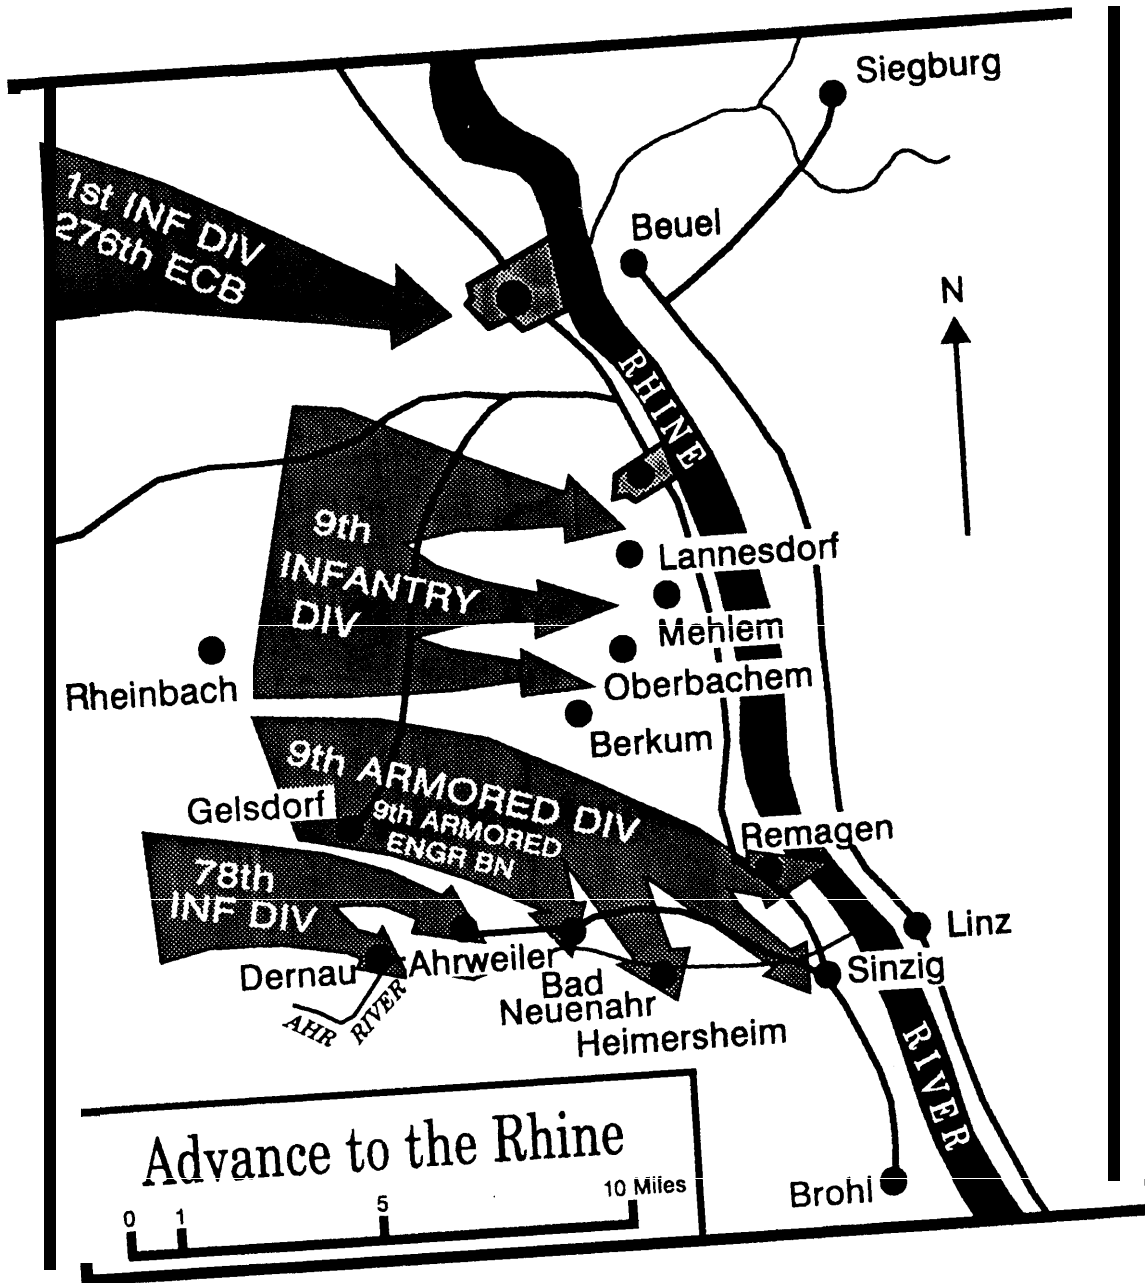 Siegburg
1st INF DIV
276th ECB
Beuel
N
RHINE
9th
INFANTRY
DIV
Lannesdorf
Mehlem
Rheinbach
Oberbachem
Berkum
9th ARMORED DIV
9th ARMORED
ENGR BN
Gelsdorf
Remagen
78th
INF DIV
Linz
Dernau
Ahrweiler
Sinzig
Bad
Neuenahr
AHR RIVER
Heimersheim
RIVER
Advance to the Rhine
0 1 5 10 Miles
Brohl